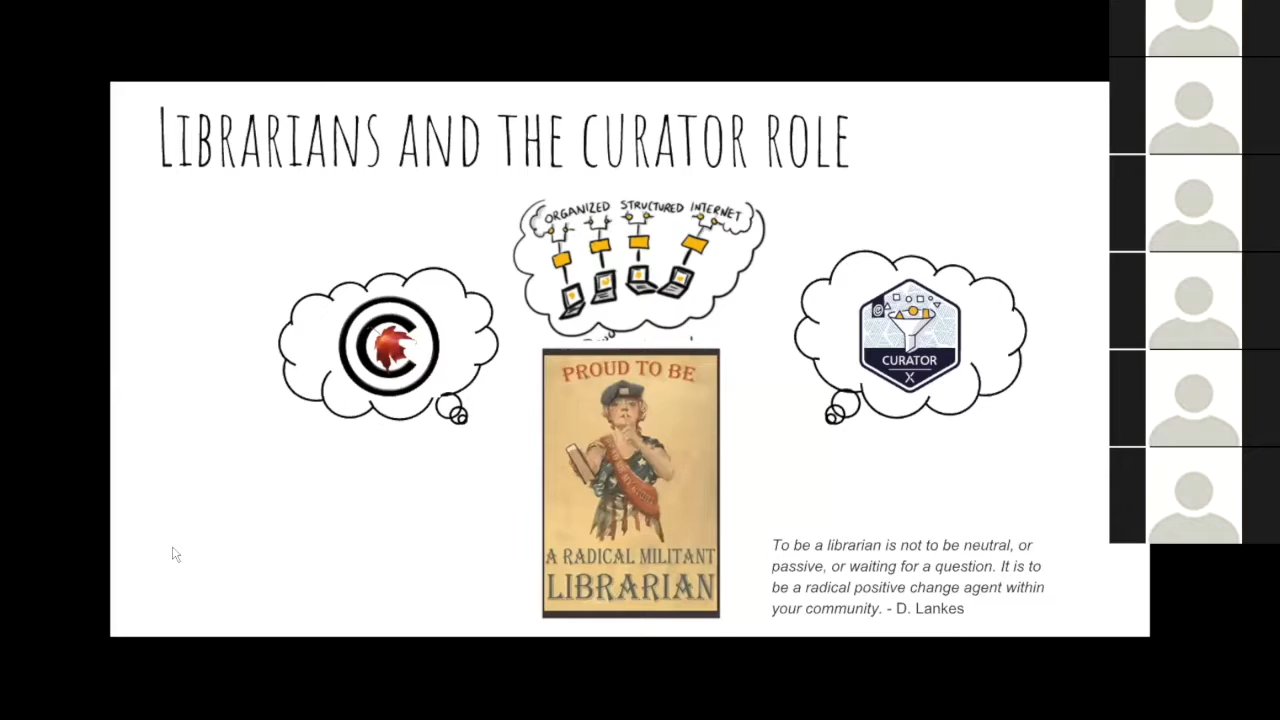 LIBRARIANS AND THE CURATOR ROLE
ORGANIZED STRUCTURED INTERNET
C
CURATOR
X
PROUD TO BE
A RADICAL MILITANT
LIBRARIAN
To be a librarian is not to be neutral, or
passive, or waiting for a question. It is to
be a radical positive change agent within
your community. - D. Lankes